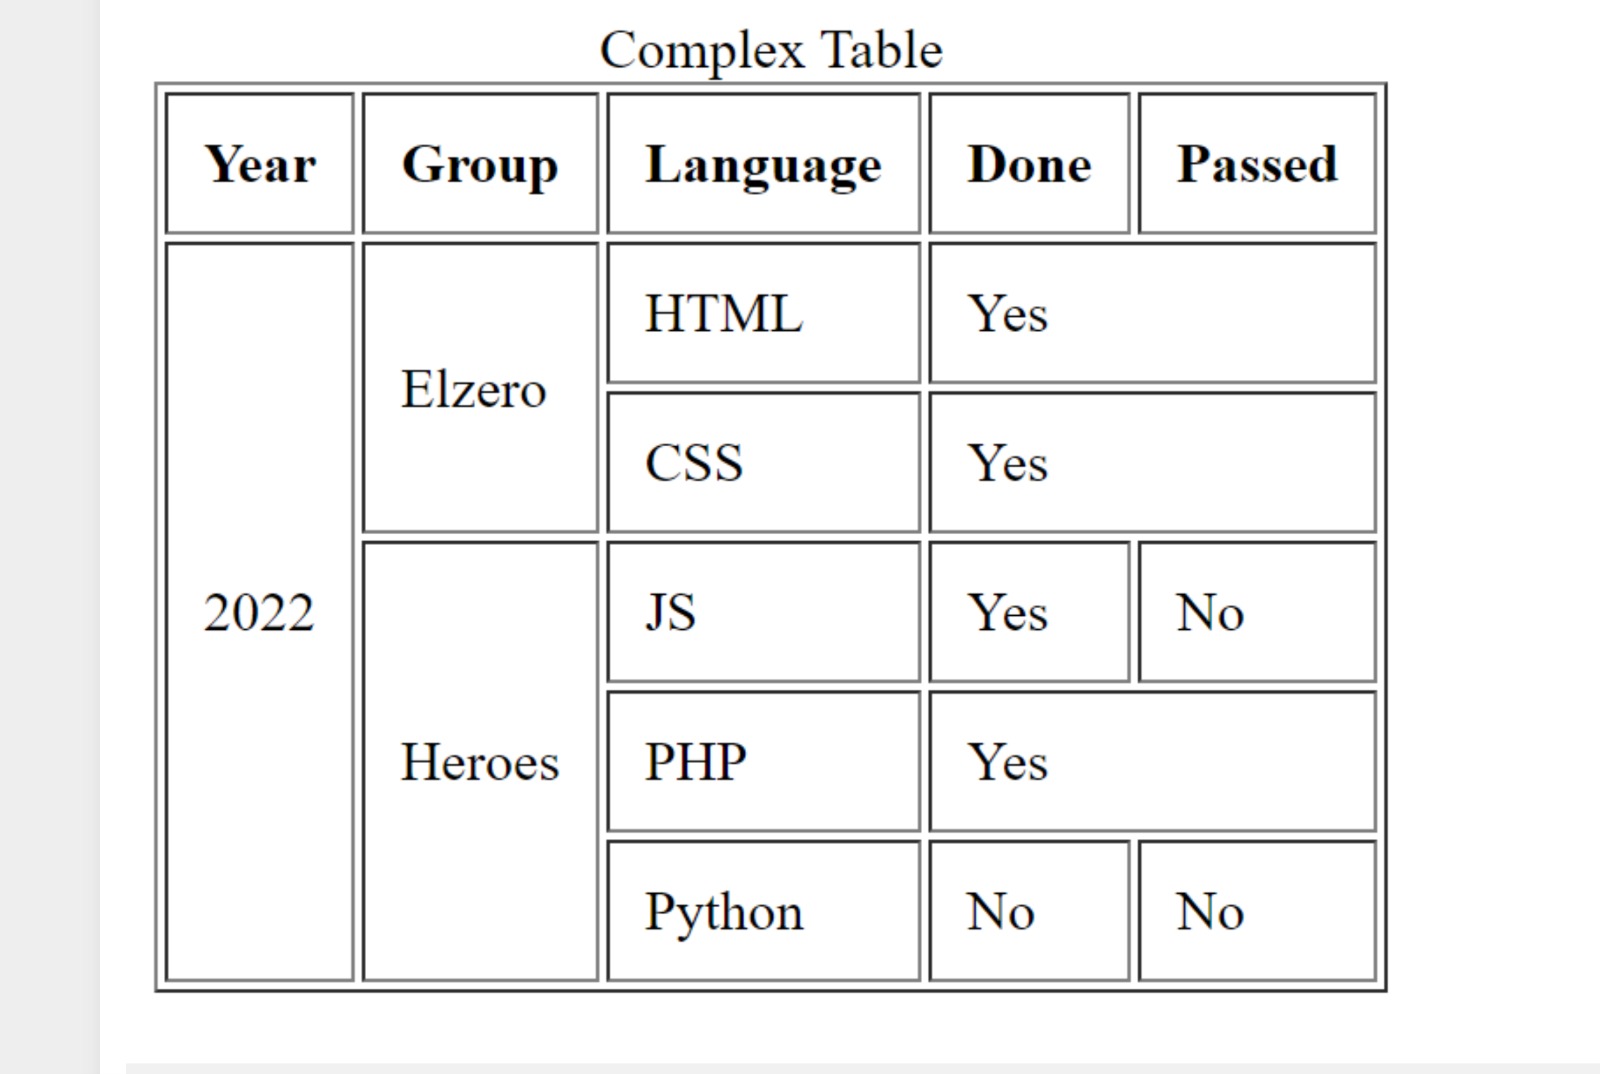 Complex Table
Year Group Language Done Passed
2022 Elzero HTML Yes
CSS Yes
Heroes JS Yes No
PHP Yes
Python No No